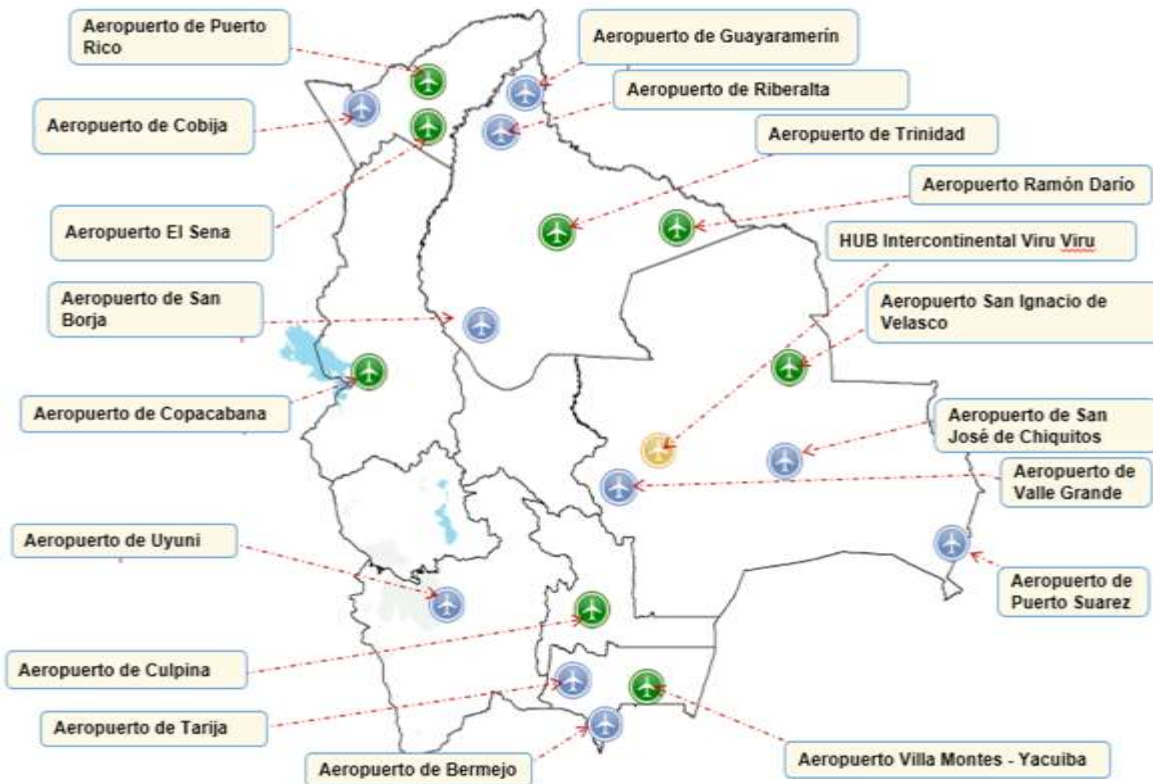 Aeropuerto de Puerto
Rico
Aeropuerto de Guayaramerín
Aeropuerto de Riberalta
Aeropuerto de Cobija
Aeropuerto de Trinidad
Aeropuerto Ramón Darío
Aeropuerto El Sena
HUB Intercontinental Viru Viru
Aeropuerto de San
Borja
Aeropuerto San Ignacio de
Velasco
Aeropuerto de Copacabana
Aeropuerto de San
José de Chiquitos
Aeropuerto de
Valle Grande
Aeropuerto de Uyuni
Aeropuerto de
Puerto Suarez
Aeropuerto de Culpina
Aeropuerto de Tarija
Aeropuerto de Bermejo
Aeropuerto Villa Montes - Yacuiba